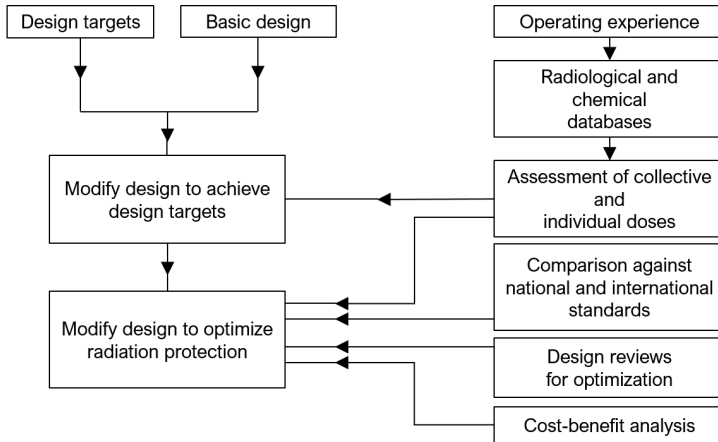 Design targets
Basic design
Operating experience
Radiological and
chemical
databases
Modify design to achieve
design targets
Assessment of collective
and
individual doses
Comparison against
national and international
standards
Modify design to optimize
radiation protection
Design reviews
for optimization
Cost-benefit analysis